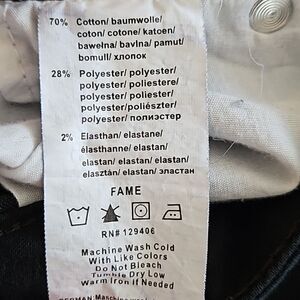 70% Cotton/ baumwolle/
coton/ cotone/ katoen/
bawełna/ bavlna/ pamut/
bomull/ хлопок
28% Polyester/ polyester/
polyester/ poliestere/
polyester/ poliester/
polyester/poliészter/
polyester/ полиэстер
2% Elasthan/ elastane/
élasthanne/ elastan/
elastan/ elastan/ elastan/
elasztán/ elastan/ эластан
FAME
RN# 129406
Machine Wash Cold
With Like Colors
Do Not Bleach
Tumble Dry Low
Warm Iron If Needed
GERMAN: